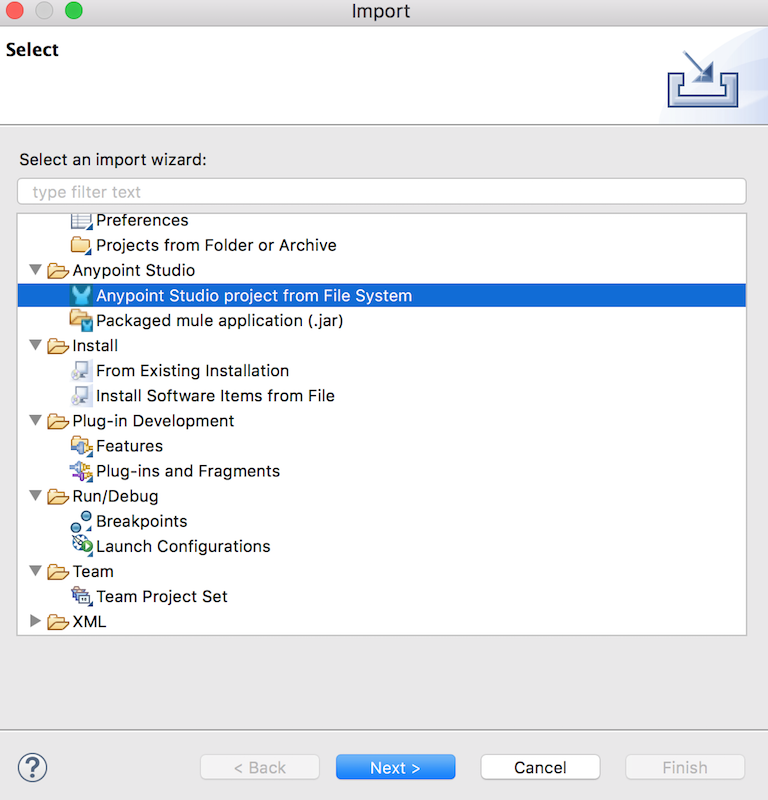 Import
Select
Select an import wizard:
type filter text
Preferences
Projects from Folder or Archive
Anypoint Studio
Anypoint Studio project from File System
Packaged mule application (.jar)
Install
From Existing Installation
Install Software Items from File
Plug-in Development
Features
Plug-ins and Fragments
Run/Debug
Breakpoints
Launch Configurations
Team
Team Project Set
XML
? < Back Next > Cancel Finish